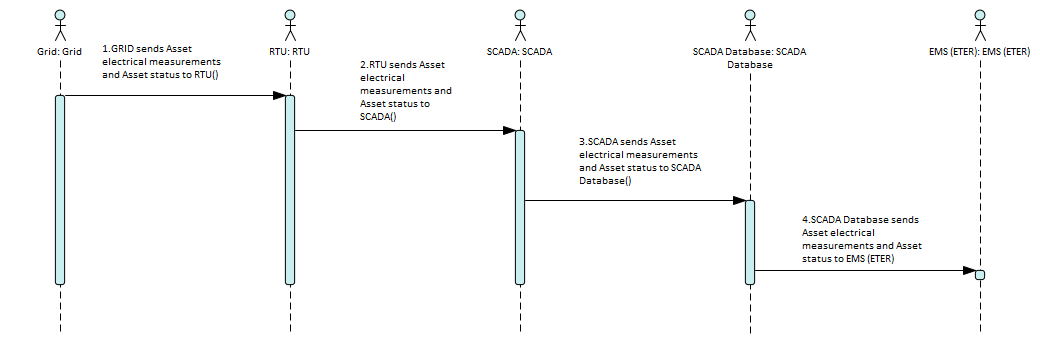 Grid: Grid
RTU: RTU
SCADA: SCADA
SCADA Database: SCADA
Database
EMS (ETER): EMS (ETER)
1.GRID sends Asset
electrical measurements
and Asset status to RTU()
2.RTU sends Asset
electrical
measurements and
Asset status to
SCADA()
3.SCADA sends Asset
electrical measurements
and Asset status to SCADA
Database()
4.SCADA Database sends
Asset electrical
measurements and Asset
status to EMS (ETER)